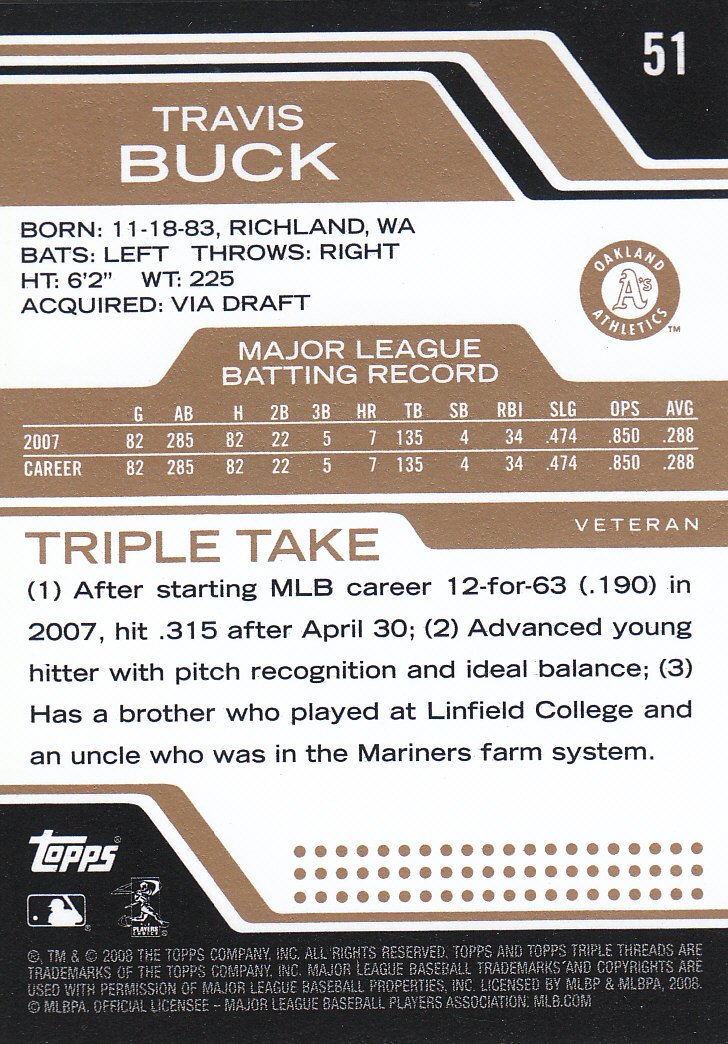 51
TRAVIS
BUCK
BORN: 11-18-83, RICHLAND, WA
BATS: LEFT THROWS: RIGHT
HT: 6'2" WT: 225
ACQUIRED: VIA DRAFT
OAKLAND
A's
ATHLETICS
TM
MAJOR LEAGUE
BATTING RECORD
G AB H 2B 3B HR TB SB RBI SLG OPS AVG
2007 82 285 82 22 5 7 135 4 34 .474 .850 .288
CAREER 82 285 82 22 5 7 135 4 34 .474 .850 .288
VETERAN
TRIPLE TAKE
(1) After starting MLB career 12-for-63 (.190) in
2007, hit .315 after April 30; (2) Advanced young
hitter with pitch recognition and ideal balance; (3)
Has a brother who played at Linfield College and
an uncle who was in the Mariners farm system.
Topps®
PLAYERS
CHOICE
®, TM & © 2008 THE TOPPS COMPANY, INC. ALL RIGHTS RESERVED. TOPPS AND TOPPS TRIPLE THREADS ARE
TRADEMARKS OF THE TOPPS COMPANY, INC. MAJOR LEAGUE BASEBALL TRADEMARKS AND COPYRIGHTS ARE
USED WITH PERMISSION OF MAJOR LEAGUE BASEBALL PROPERTIES, INC. LICENSED BY MLBP & MLBPA, 2008.
© MLBPA. OFFICIAL LICENSEE – MAJOR LEAGUE BASEBALL PLAYERS ASSOCIATION. MLB.COM